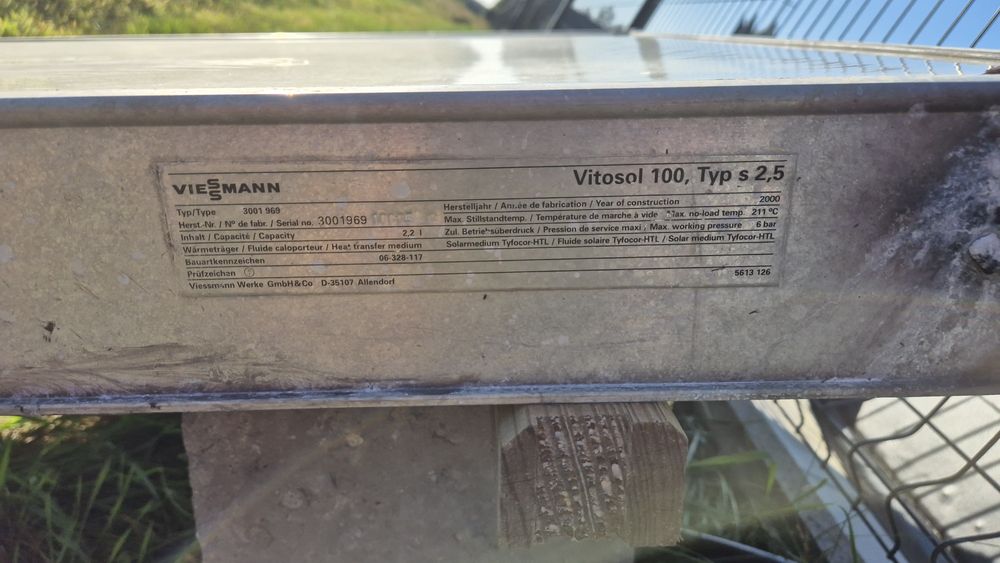 VIESSMANN
Vitosol 100, Typ s 2,5
Typ/Type 3001 969
Herst.-Nr. / Nº de fabr. / Serial no. 3001969
Inhalt / Capacité / Capacity 2,2 l
Wärmeträger / Fluide caloporteur / Heat transfer medium
Bauartkennzeichen 06-328-117
Prüfzeichen
Viessmann Werke GmbH&Co D-35107 Allendorf
Herstelljahr / Année de fabrication / Year of construction 2000
Max. Stillstandtemp. / Température de marche à vide Max. no-load temp. 211 ºC
Zul. Betriebsüberdruck / Pression de service maxi / Max. working pressure 6 bar
Solarmedium Tyfocor-HTL / Fluide solaire Tyfocor-HTL / Solar medium Tyfocor-HTL
5613 126